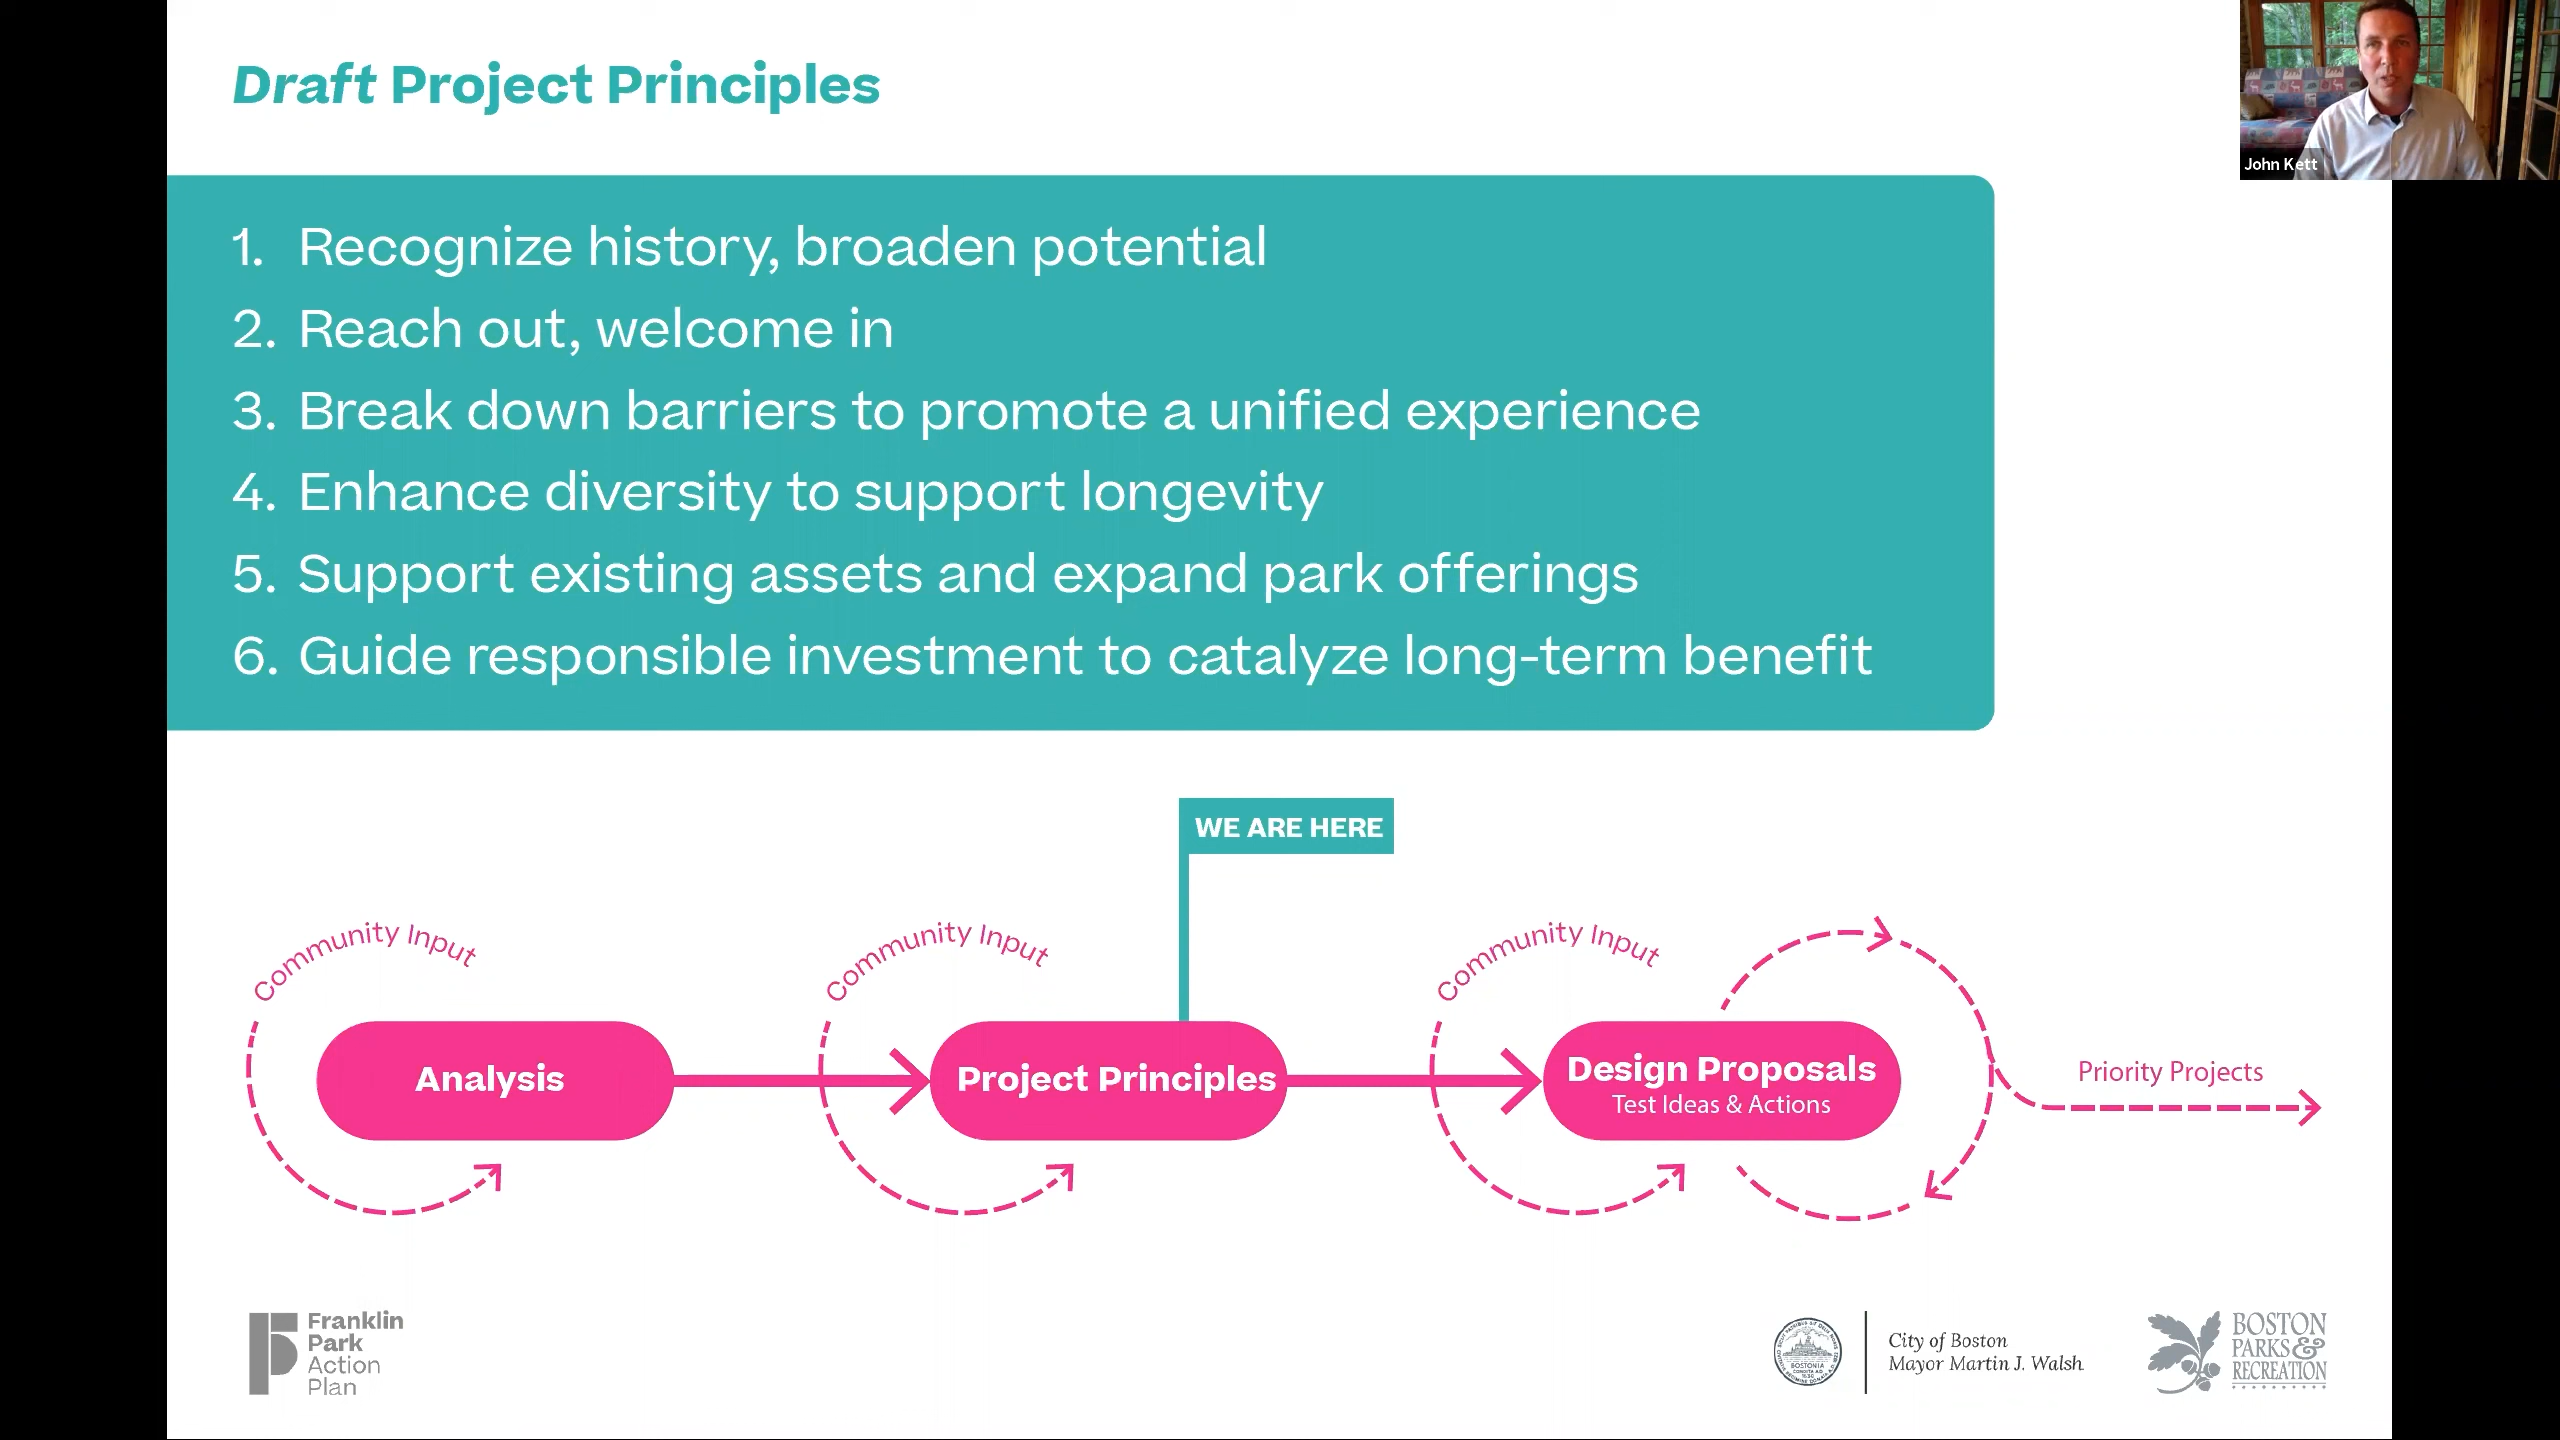 Draft Project Principles
John Kett
1. Recognize history, broaden potential
2. Reach out, welcome in
3. Break down barriers to promote a unified experience
4. Enhance diversity to support longevity
5. Support existing assets and expand park offerings
6. Guide responsible investment to catalyze long-term benefit
WE ARE HERE
Community Input
Community Input
Community Input
Analysis
Project Principles
Design Proposals
Test Ideas & Actions
Priority Projects
Franklin
Park
Action
Plan
BOSTONIA
CONDITA A.D.
1630
City of Boston
Mayor Martin J. Walsh
BOSTON
PARKS &
RECREATION